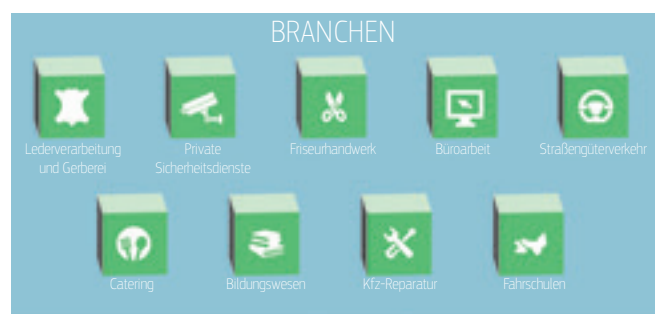 BRANCHEN
Lederverarbeitung
und Gerberei
Private
Sicherheitsdienste
Friseurhandwerk
Büroarbeit
Straßengüterverkehr
Catering
Bildungswesen
Kfz-Reparatur
Fahrschulen